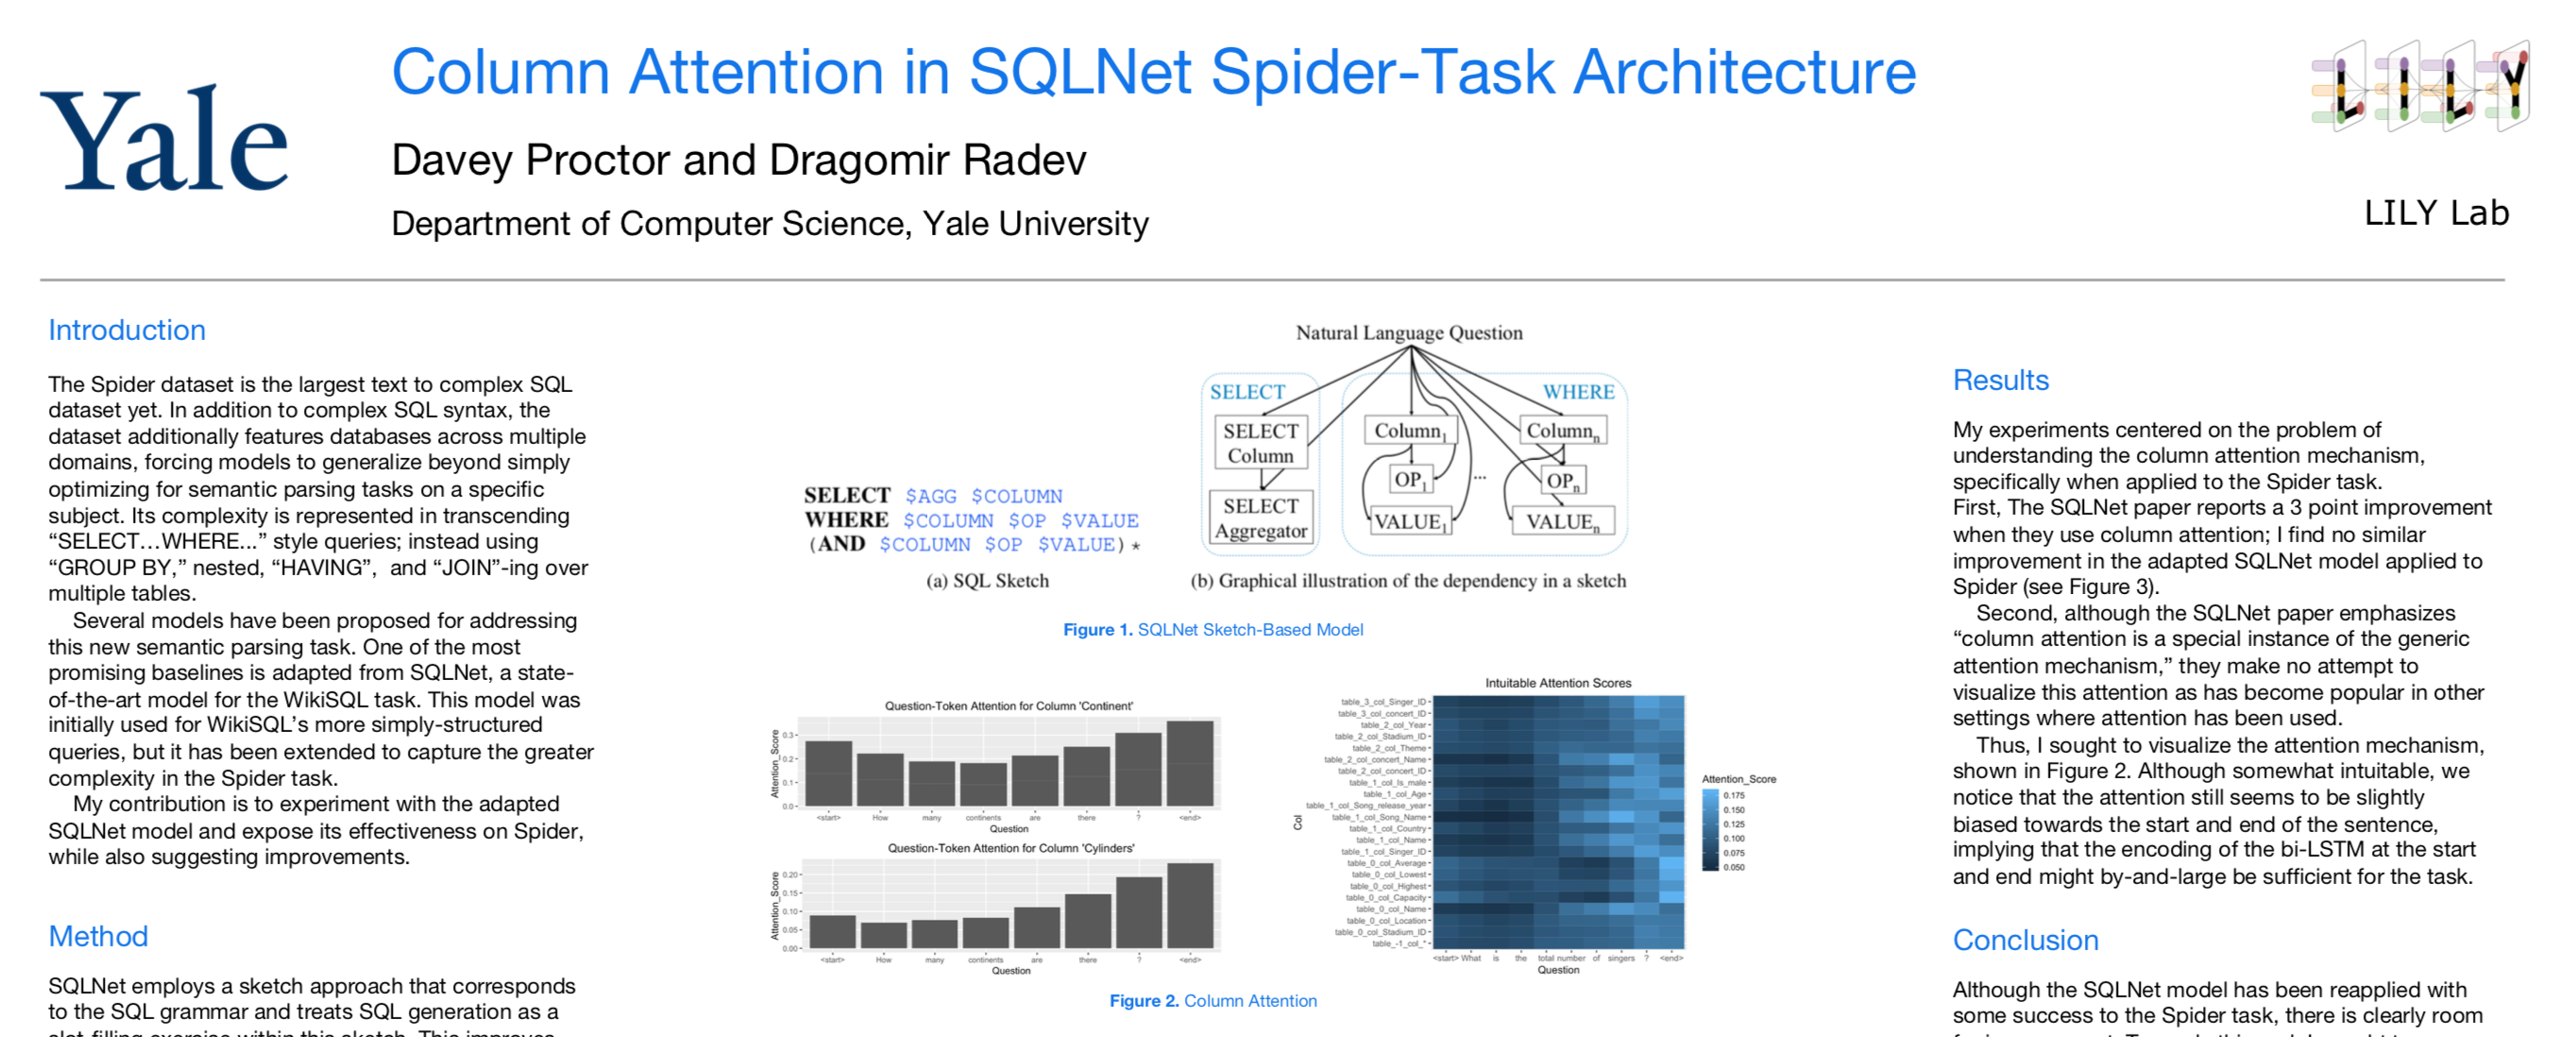 Column Attention in SQLNet Spider-Task Architecture
Yale
Davey Proctor and Dragomir Radev
Department of Computer Science, Yale University
LILY
LILY Lab
Introduction
The Spider dataset is the largest text to complex SQL
dataset yet. In addition to complex SQL syntax, the
dataset additionally features databases across multiple
domains, forcing models to generalize beyond simply
optimizing for semantic parsing tasks on a specific
subject. Its complexity is represented in transcending
“SELECT…WHERE...” style queries; instead using
“GROUP BY,” nested, “HAVING”, and “JOIN”-ing over
multiple tables.
Several models have been proposed for addressing
this new semantic parsing task. One of the most
promising baselines is adapted from SQLNet, a state-
of-the-art model for the WikiSQL task. This model was
initially used for WikiSQL’s more simply-structured
queries, but it has been extended to capture the greater
complexity in the Spider task.
My contribution is to experiment with the adapted
SQLNet model and expose its effectiveness on Spider,
while also suggesting improvements.
Method
SQLNet employs a sketch approach that corresponds
to the SQL grammar and treats SQL generation as a
slot-filling exercise within this sketch. This improves
SELECT $AGG $COLUMN
WHERE $COLUMN $OP $VALUE
(AND $COLUMN $OP $VALUE)*
(a) SQL Sketch
Natural Language Question
SELECT
WHERE
SELECT
Column
SELECT
Aggregator
Column1
OP1
VALUE1
...
Columnn
OPn
VALUEn
(b) Graphical illustration of the dependency in a sketch
Figure 1. SQLNet Sketch-Based Model
Question-Token Attention for Column 'Continent'
Attention_Score
0.3
0.2
0.1
0.0
<start> How many continents are there ? <end>
Question
Question-Token Attention for Column 'Cylinders'
Attention_Score
0.20
0.15
0.10
0.05
0.00
<start> How many continents are there ? <end>
Question
Intuitable Attention Scores
Col
table_3_col_Singer_ID
table_3_col_concert_ID
table_2_col_Year
table_2_col_Stadium_ID
table_2_col_Theme
table_2_col_concert_Name
table_2_col_concert_ID
table_1_col_Is_male
table_1_col_Age
table_1_col_Song_release_year
table_1_col_Song_Name
table_1_col_Country
table_1_col_Name
table_1_col_Singer_ID
table_0_col_Average
table_0_col_Lowest
table_0_col_Highest
table_0_col_Capacity
table_0_col_Name
table_0_col_Location
table_0_col_Stadium_ID
table_-1_col_*
<start> What is the total number of singers ? <end>
Question
Attention_Score
0.175
0.150
0.125
0.100
0.075
0.050
Figure 2. Column Attention
Results
My experiments centered on the problem of
understanding the column attention mechanism,
specifically when applied to the Spider task.
First, The SQLNet paper reports a 3 point improvement
when they use column attention; I find no similar
improvement in the adapted SQLNet model applied to
Spider (see Figure 3).
Second, although the SQLNet paper emphasizes
“column attention is a special instance of the generic
attention mechanism,” they make no attempt to
visualize this attention as has become popular in other
settings where attention has been used.
Thus, I sought to visualize the attention mechanism,
shown in Figure 2. Although somewhat intuitable, we
notice that the attention still seems to be slightly
biased towards the start and end of the sentence,
implying that the encoding of the bi-LSTM at the start
and end might by-and-large be sufficient for the task.
Conclusion
Although the SQLNet model has been reapplied with
some success to the Spider task, there is clearly room